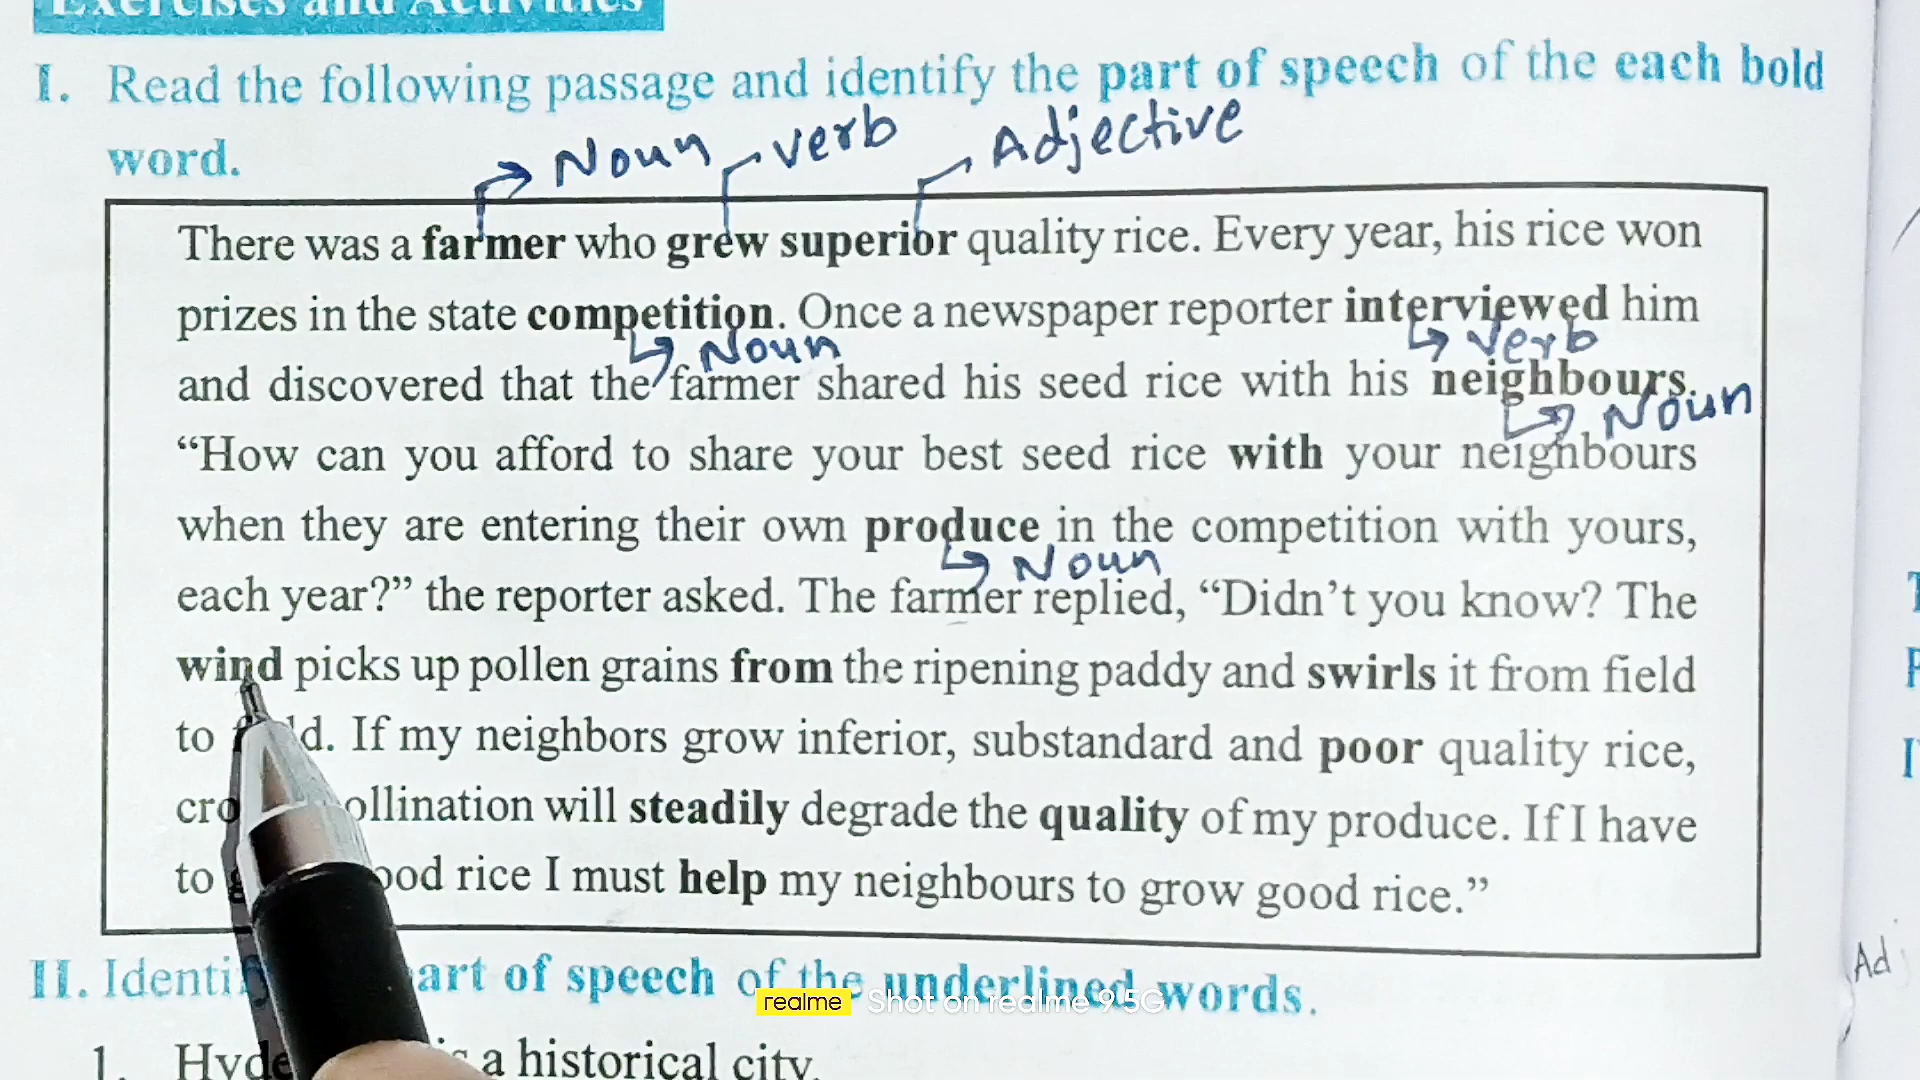 Exercises and Activities
I. Read the following passage and identify the part of speech of the each bold
word.
Noun verb Adjective
There was a farmer who grew superior quality rice. Every year, his rice won
prizes in the state competition. Once a newspaper reporter interviewed him
Noun verb
and discovered that the farmer shared his seed rice with his neighbours.
Noun
“How can you afford to share your best seed rice with your neighbours
when they are entering their own produce in the competition with yours,
Noun
each year?” the reporter asked. The farmer replied, “Didn’t you know? The
wind picks up pollen grains from the ripening paddy and swirls it from field
to d. If my neighbors grow inferior, substandard and poor quality rice,
cro ollination will steadily degrade the quality of my produce. If I have
to ood rice I must help my neighbours to grow good rice.”
II. Identi art of speech of the underlined words.
realme Shot on realme 9 5G
1. Hyde is a historical city.
Ad